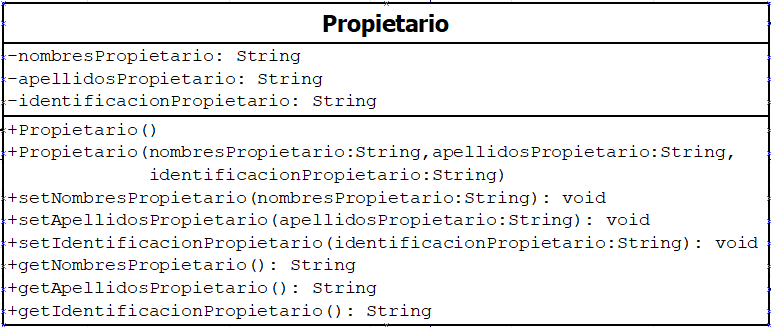 Propietario
-nombresPropietario: String
-apellidosPropietario: String
-identificacionPropietario: String
+Propietario()
+Propietario(nombresPropietario:String,apellidosPropietario:String,
identificacionPropietario:String)
+setNombresPropietario(nombresPropietario:String): void
+setApellidosPropietario(apellidosPropietario:String): void
+setIdentificacionPropietario(identificacionPropietario:String): void
+getNombresPropietario(): String
+getApellidosPropietario(): String
+getIdentificacionPropietario(): String